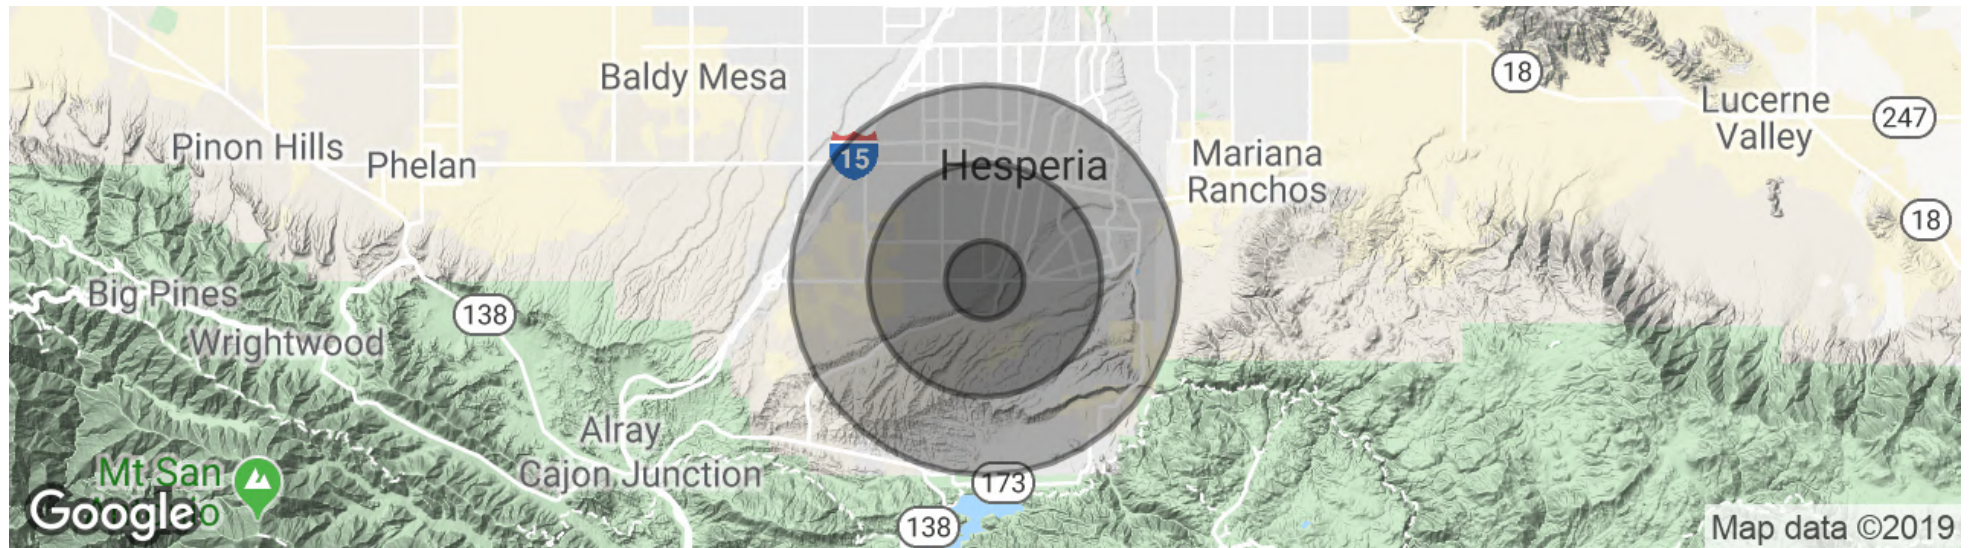 Baldy Mesa
18
Lucerne
Valley
247
Pinon Hills
Phelan
15
Hesperia
Mariana
Ranchos
18
Big Pines
138
Wrightwood
Alray
Cajon Junction
Mt San
173
Google
138
Map data ©2019